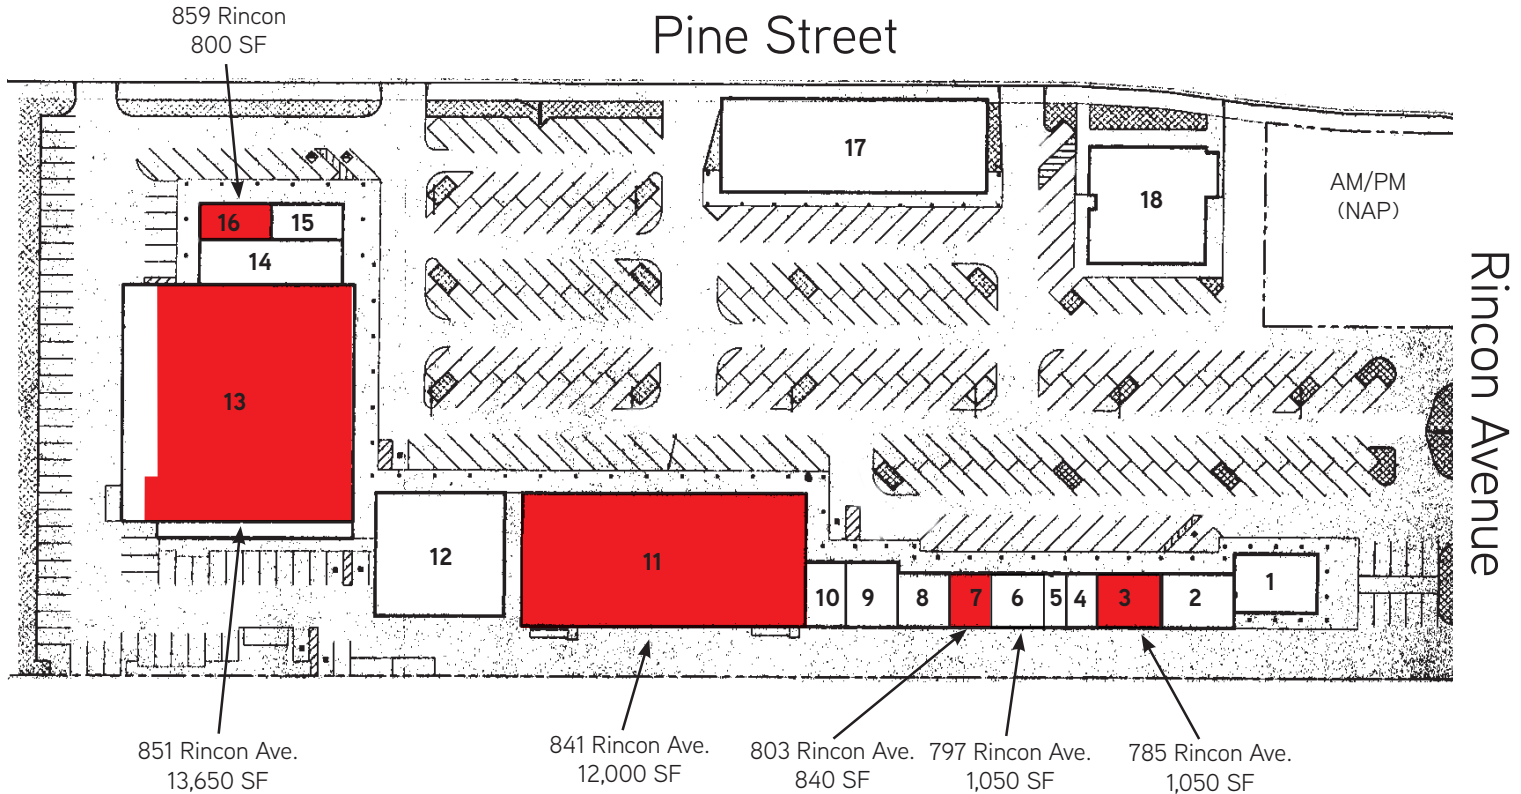 859 Rincon
800 SF
Pine Street
17
18
AM/PM
(NAP)
16
15
14
Rincon Avenue
13
12
11
10
9
8
7
6
5
4
3
2
1
851 Rincon Ave.
13,650 SF
841 Rincon Ave.
12,000 SF
803 Rincon Ave.
840 SF
797 Rincon Ave.
1,050 SF
785 Rincon Ave.
1,050 SF